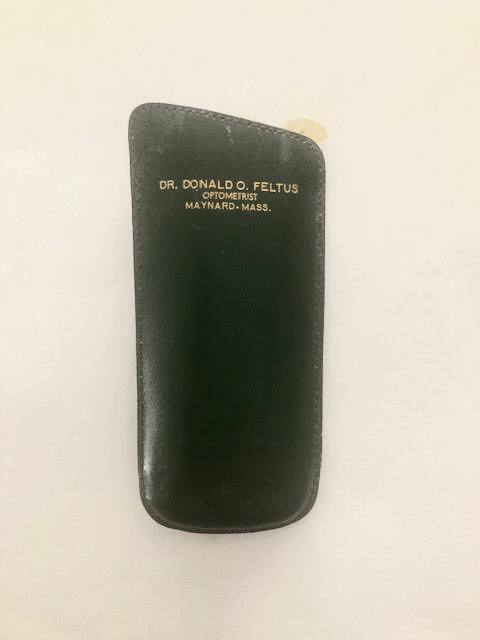 DR. DONALD O. FELTUS
OPTOMETRIST
MAYNARD-MASS.